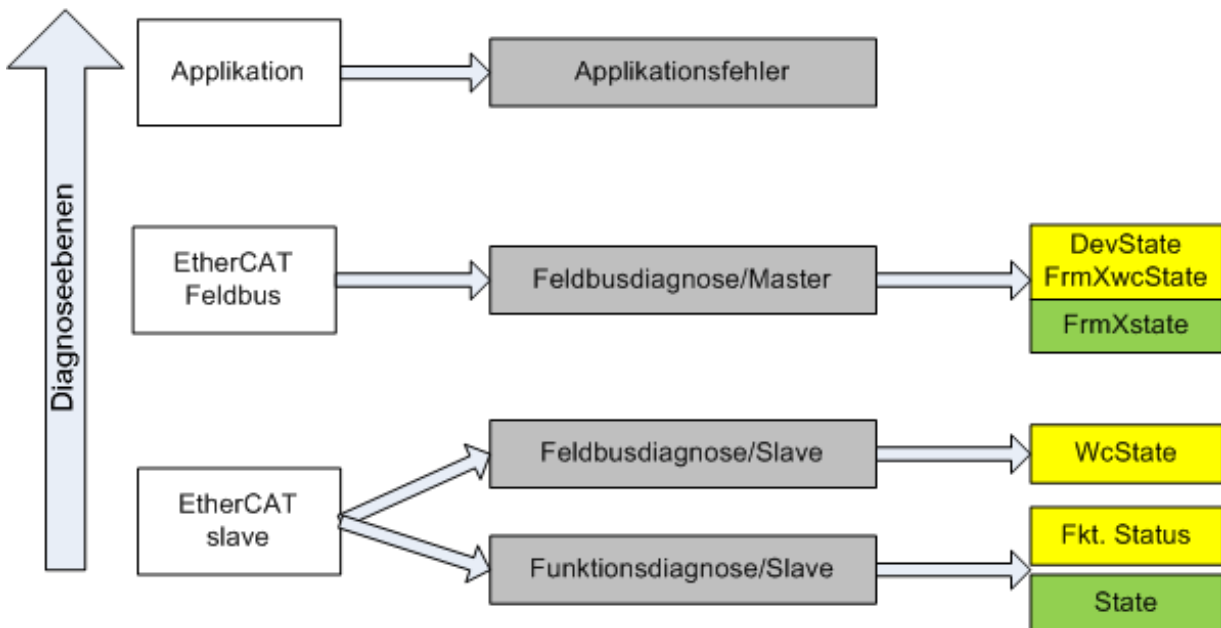 Diagnoseebenen
Applikation
Applikationsfehler
EtherCAT
Feldbus
Feldbusdiagnose/Master
DevState
FrmXwcState
FrmXstate
EtherCAT
slave
Feldbusdiagnose/Slave
WcState
Funktionsdiagnose/Slave
Fkt. Status
State